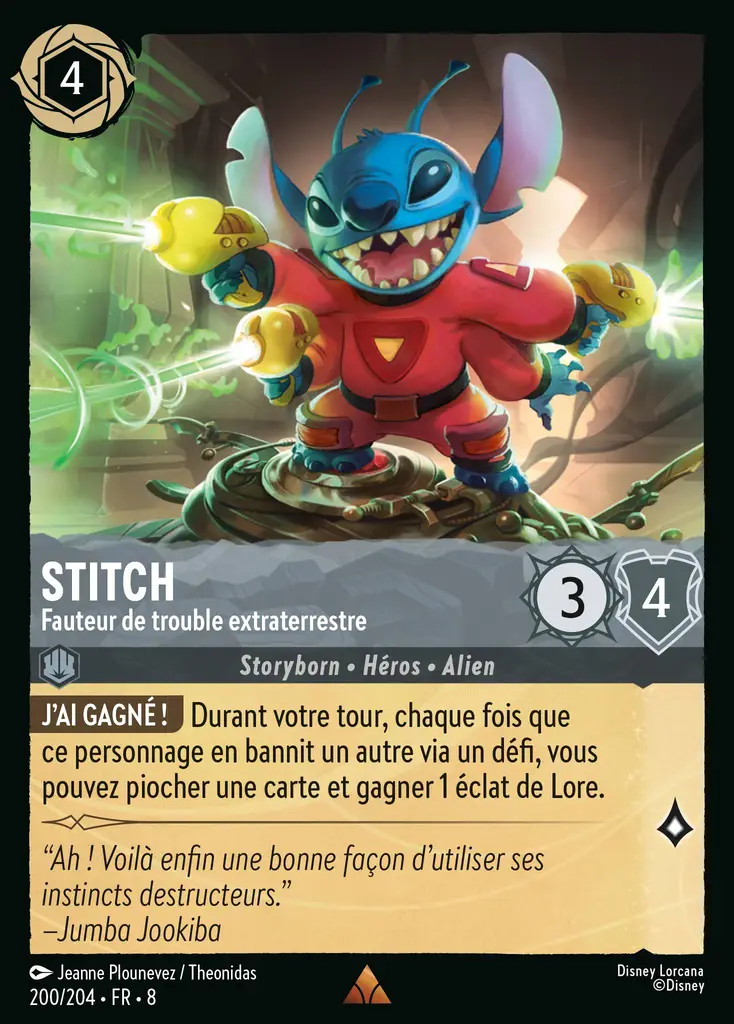 4
STITCH
Fauteur de trouble extraterrestre
3
4
Storyborn • Héros • Alien
J'AI GAGNÉ ! Durant votre tour, chaque fois que
ce personnage en bannit un autre via un défi, vous
pouvez piocher une carte et gagner 1 éclat de Lore.
“Ah ! Voilà enfin une bonne façon d’utiliser ses
instincts destructeurs.”
–Jumba Jookiba
Jeanne Plounevez / Theonidas
200/204 • FR • 8
Disney Lorcana
©Disney